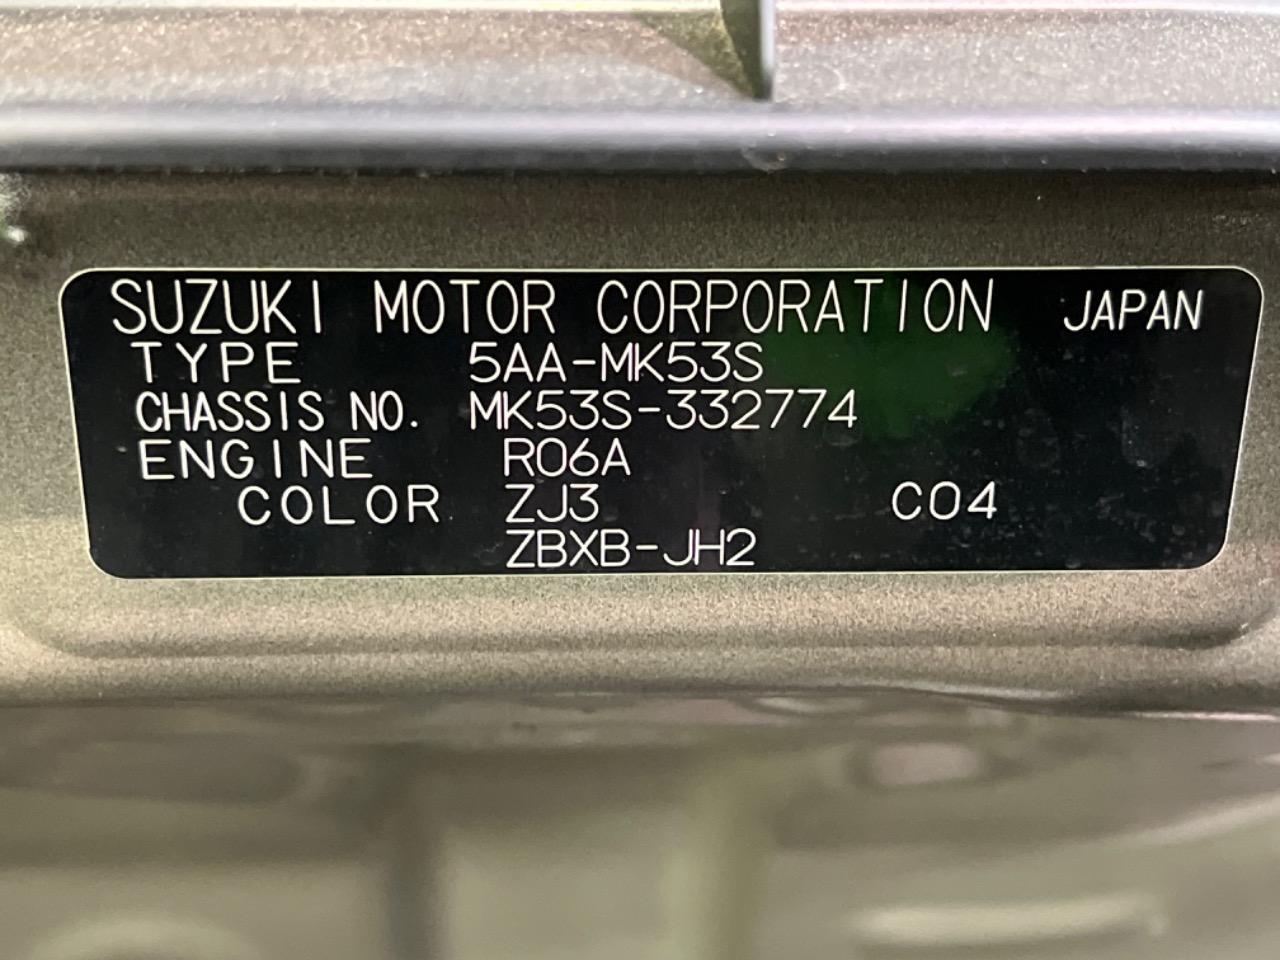 SUZUKI MOTOR CORPORATION JAPAN
TYPE 5AA-MK53S
CHASSIS NO. MK53S-332774
ENGINE R06A
COLOR ZJ3 C04
ZBXB-JH2